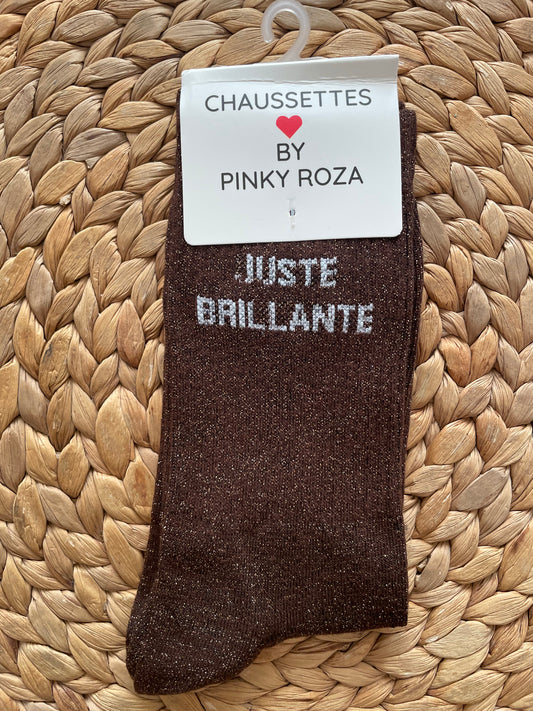 CHAUSSETTES
BY
PINKY ROZA
JUSTE
BRILLANTE